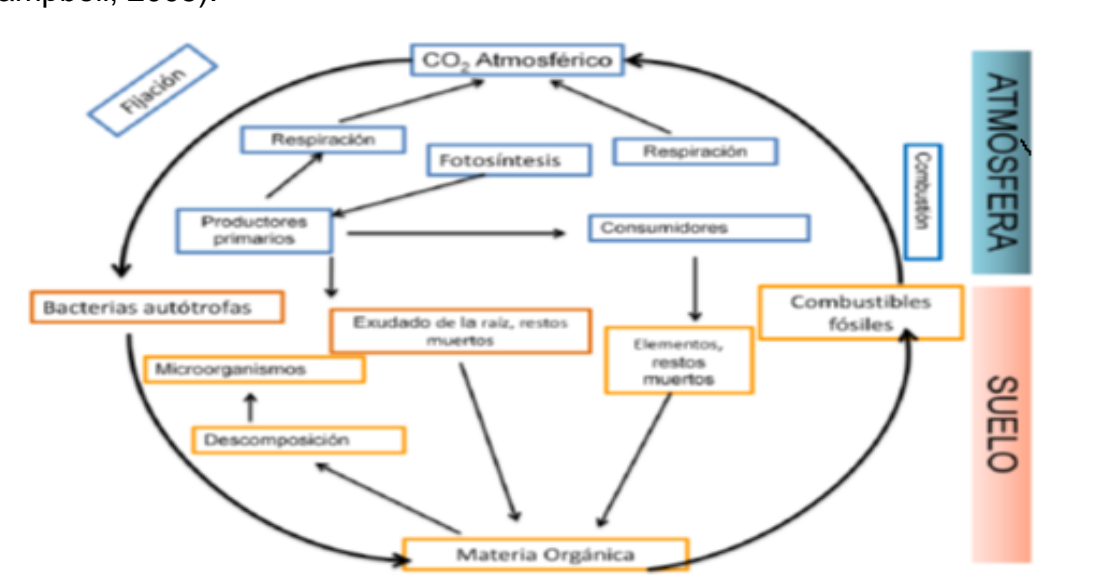 CO₂ Atmosférico
Fijación
Respiración
Fotosíntesis
Respiración
Combustión
ATMÓSFERA
Productores
primarios
Consumidores
Bacterias autótrofas
Exudado de la raíz, restos
muertos
Combustibles
fósiles
Elementos,
restos
muertos
Microorganismos
SUELO
Descomposición
Materia Orgánica